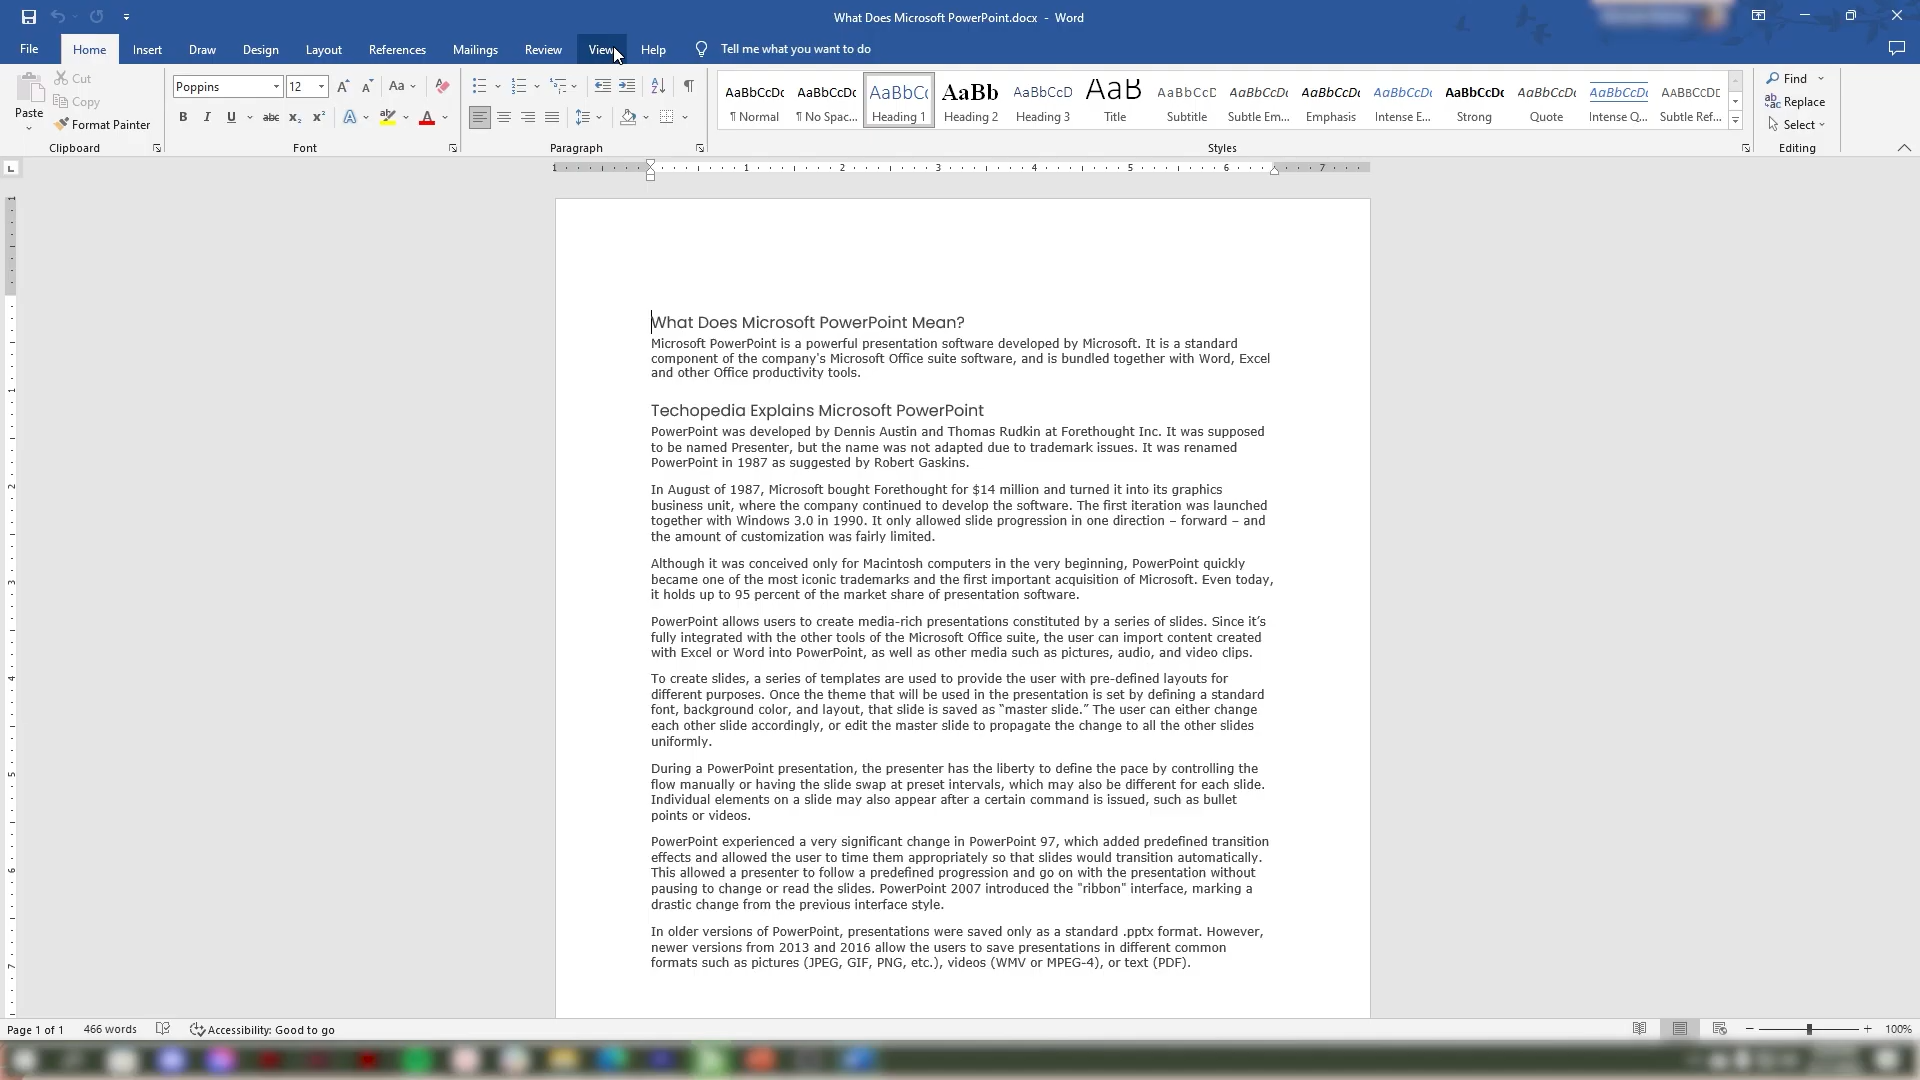 What Does Microsoft PowerPoint.docx - Word
File Home Insert Draw Design Layout References Mailings Review View Help Tell me what you want to do
Paste
Cut
Copy
Format Painter
Clipboard
Poppins 12
Font
Paragraph
AaBbCcDc AaBbCcDc AaBbCc AaBb AaBbCcD AaB AaBbCcD AaBbCcDc AaBbCcDc AaBbCcDc AaBbCcDc AaBbCcDc AaBbCcDc AABBCCDE
¶ Normal ¶ No Spac... Heading 1 Heading 2 Heading 3 Title Subtitle Subtle Em... Emphasis Intense E... Strong Quote Intense Q... Subtle Ref...
Styles
Find
Replace
Select
Editing
1 1 2 3 4 5 6 7
What Does Microsoft PowerPoint Mean?
Microsoft PowerPoint is a powerful presentation software developed by Microsoft. It is a standard
component of the company's Microsoft Office suite software, and is bundled together with Word, Excel
and other Office productivity tools.
Techopedia Explains Microsoft PowerPoint
PowerPoint was developed by Dennis Austin and Thomas Rudkin at Forethought Inc. It was supposed
to be named Presenter, but the name was not adapted due to trademark issues. It was renamed
PowerPoint in 1987 as suggested by Robert Gaskins.
In August of 1987, Microsoft bought Forethought for $14 million and turned it into its graphics
business unit, where the company continued to develop the software. The first iteration was launched
together with Windows 3.0 in 1990. It only allowed slide progression in one direction – forward – and
the amount of customization was fairly limited.
Although it was conceived only for Macintosh computers in the very beginning, PowerPoint quickly
became one of the most iconic trademarks and the first important acquisition of Microsoft. Even today,
it holds up to 95 percent of the market share of presentation software.
PowerPoint allows users to create media-rich presentations constituted by a series of slides. Since it’s
fully integrated with the other tools of the Microsoft Office suite, the user can import content created
with Excel or Word into PowerPoint, as well as other media such as pictures, audio, and video clips.
To create slides, a series of templates are used to provide the user with pre-defined layouts for
different purposes. Once the theme that will be used in the presentation is set by defining a standard
font, background color, and layout, that slide is saved as “master slide.” The user can either change
each other slide accordingly, or edit the master slide to propagate the change to all the other slides
uniformly.
During a PowerPoint presentation, the presenter has the liberty to define the pace by controlling the
flow manually or having the slide swap at preset intervals, which may also be different for each slide.
Individual elements on a slide may also appear after a certain command is issued, such as bullet
points or videos.
PowerPoint experienced a very significant change in PowerPoint 97, which added predefined transition
effects and allowed the user to time them appropriately so that slides would transition automatically.
This allowed a presenter to follow a predefined progression and go on with the presentation without
pausing to change or read the slides. PowerPoint 2007 introduced the "ribbon" interface, marking a
drastic change from the previous interface style.
In older versions of PowerPoint, presentations were saved only as a standard .pptx format. However,
newer versions from 2013 and 2016 allow the users to save presentations in different common
formats such as pictures (JPEG, GIF, PNG, etc.), videos (WMV or MPEG-4), or text (PDF).
Page 1 of 1 466 words Accessibility: Good to go 100%